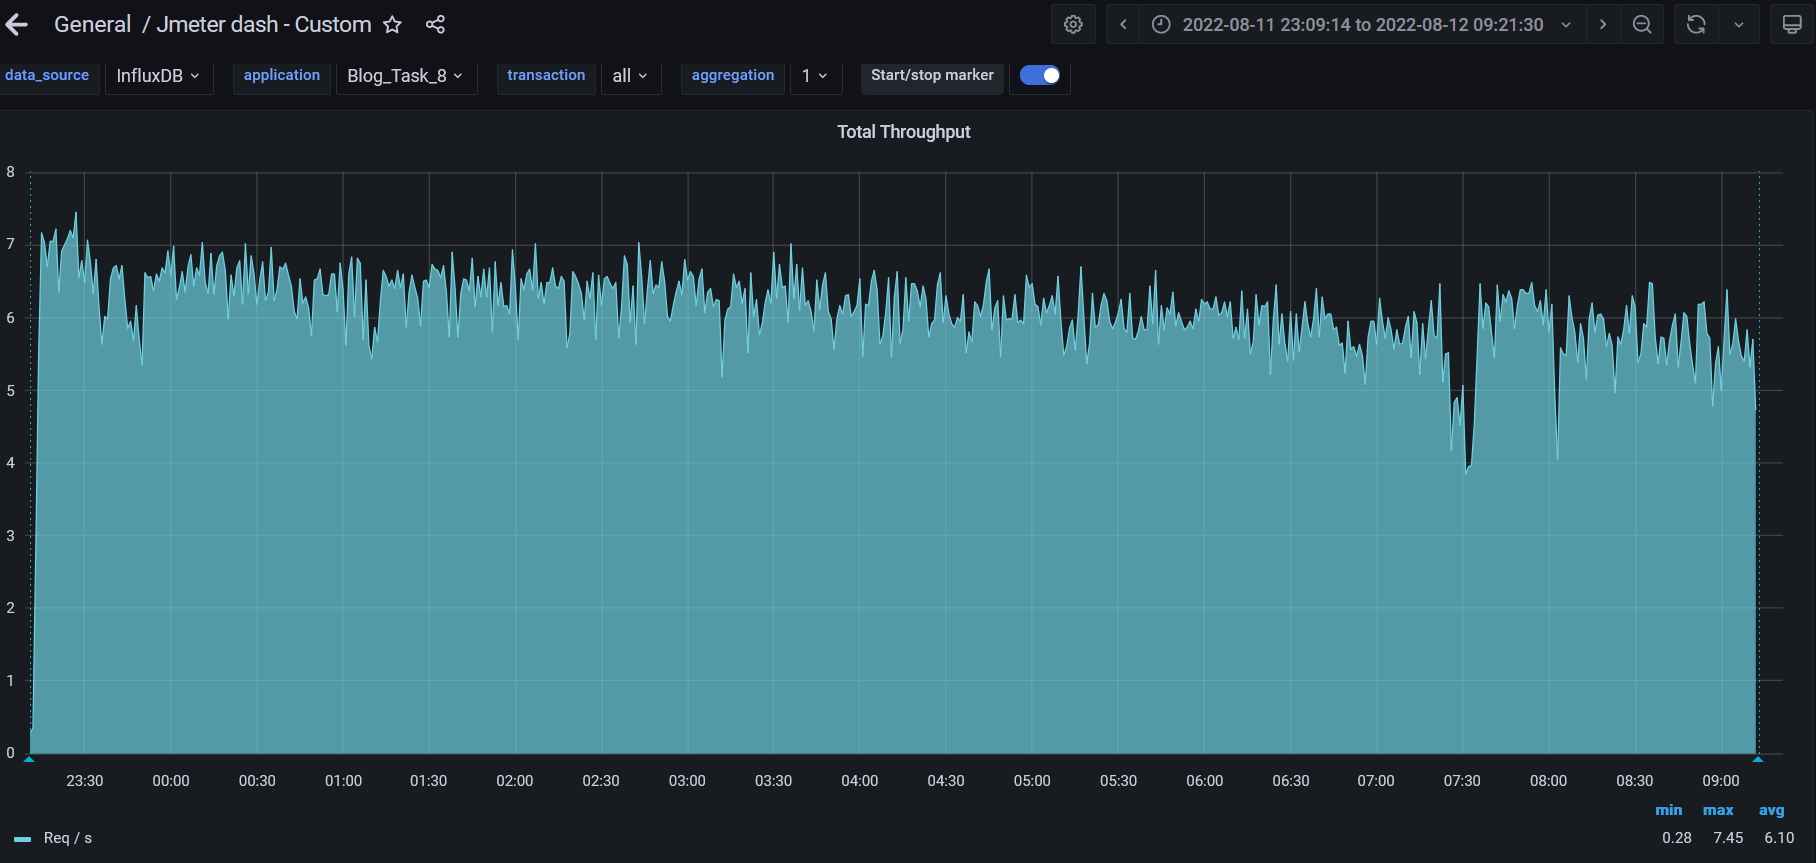 General / Jmeter dash - Custom 2022-08-11 23:09:14 to 2022-08-12 09:21:30
data_source InfluxDB application Blog_Task_8 transaction all aggregation 1 Start/stop marker
Total Throughput
8
7
6
5
4
3
2
1
0
23:30 00:00 00:30 01:00 01:30 02:00 02:30 03:00 03:30 04:00 04:30 05:00 05:30 06:00 06:30 07:00 07:30 08:00 08:30 09:00
min max avg
Req / s 0.28 7.45 6.10